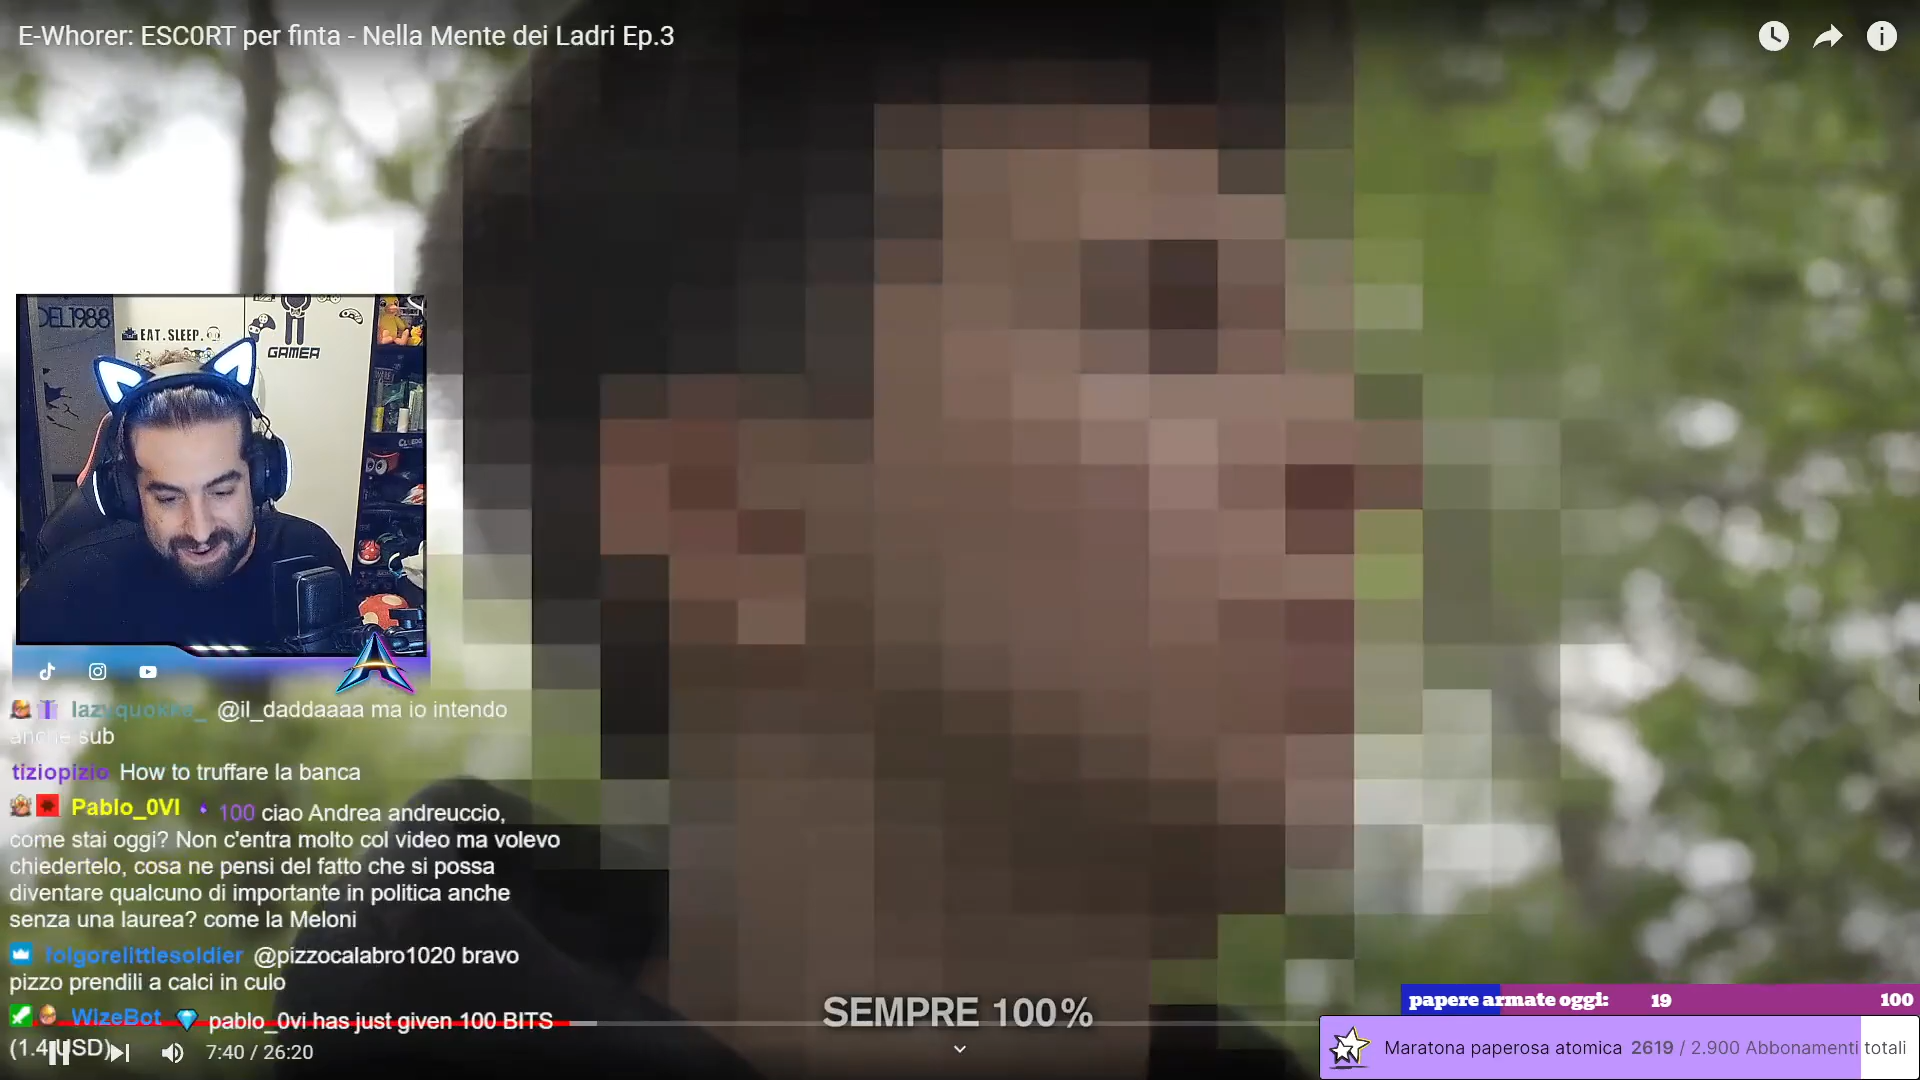 E-Whorer: ESC0RT per finta - Nella Mente dei Ladri Ep.3
DEL1988
EAT.SLEEP.
GAMER
lazyquokka_ @il_daddaaaa ma io intendo
anche sub
tiziopizio How to truffare la banca
Pablo_0VI 100 ciao Andrea andreuccio,
come stai oggi? Non c'entra molto col video ma volevo
chiedertelo, cosa ne pensi del fatto che si possa
diventare qualcuno di importante in politica anche
senza una laurea? come la Meloni
folgorelittlesoldier @pizzocalabro1020 bravo
pizzo prendili a calci in culo
WizeBot pablo_0vi has just given 100 BITS
(1.4 USD)
7:40 / 26:20
SEMPRE 100%
papere armate oggi: 19 100
Maratona paperosa atomica 2619 / 2.900 Abbonamenti totali